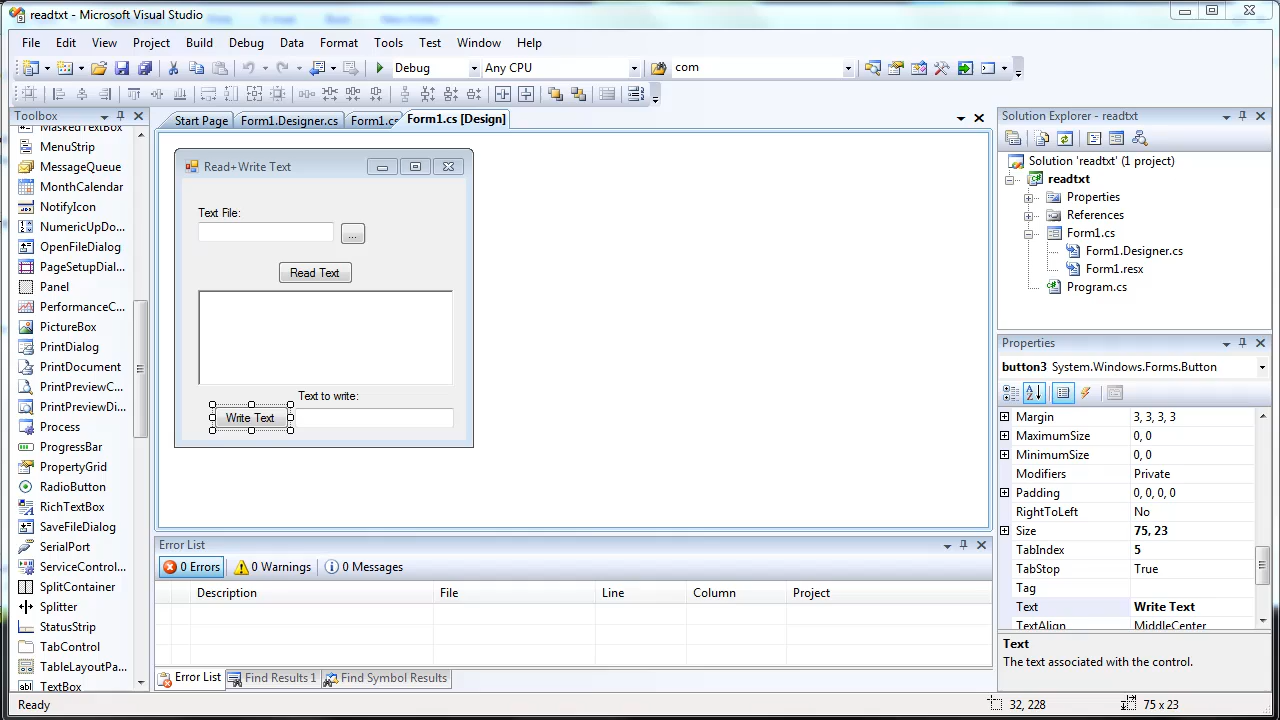 readtxt - Microsoft Visual Studio
File Edit View Project Build Debug Data Format Tools Test Window Help
Debug Any CPU com
Toolbox
MaskedTextBox
MenuStrip
MessageQueue
MonthCalendar
NotifyIcon
NumericUpDo...
OpenFileDialog
PageSetupDial...
Panel
PerformanceC...
PictureBox
PrintDialog
PrintDocument
PrintPreviewC...
PrintPreviewDi...
Process
ProgressBar
PropertyGrid
RadioButton
RichTextBox
SaveFileDialog
SerialPort
ServiceControl...
SplitContainer
Splitter
StatusStrip
TabControl
TableLayoutPa...
TextBox
Start Page Form1.Designer.cs Form1.cs Form1.cs [Design]
Read+Write Text
Text File:
...
Read Text
Text to write:
Write Text
Error List
0 Errors 0 Warnings 0 Messages
Description File Line Column Project
Error List Find Results 1 Find Symbol Results
Solution Explorer - readtxt
Solution 'readtxt' (1 project)
readtxt
Properties
References
Form1.cs
Form1.Designer.cs
Form1.resx
Program.cs
Properties
button3 System.Windows.Forms.Button
Margin 3, 3, 3, 3
MaximumSize 0, 0
MinimumSize 0, 0
Modifiers Private
Padding 0, 0, 0, 0
RightToLeft No
Size 75, 23
TabIndex 5
TabStop True
Tag
Text Write Text
TextAlign MiddleCenter
Text
The text associated with the control.
Ready 32, 228 75 x 23